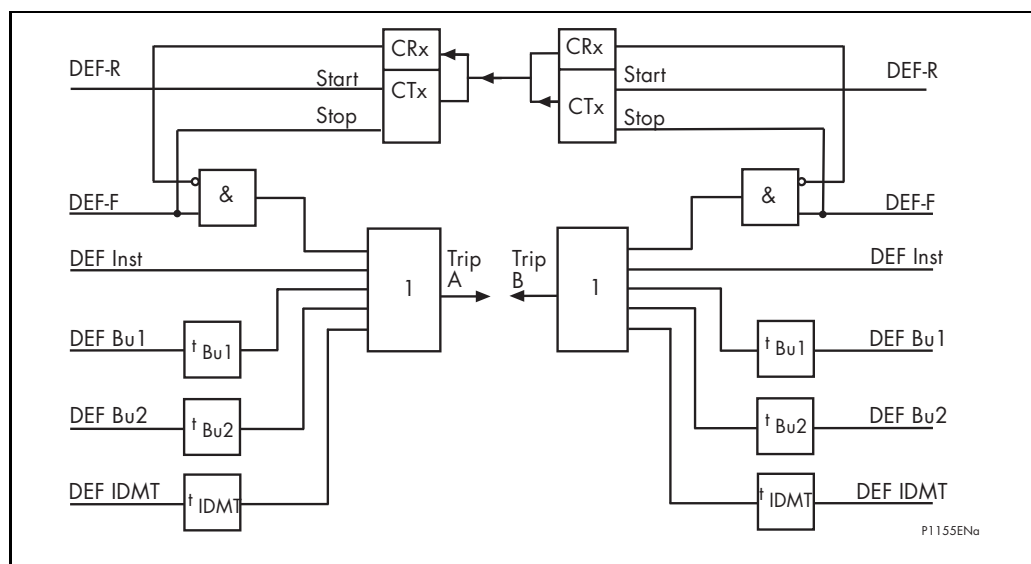 CRx
CRx
DEF-R
Start
CTx
Start
CTx
DEF-R
Stop
Stop
&
&
DEF-F
DEF-F
DEF Inst
DEF Inst
Trip
A
Trip
B
1
1
DEF Bu1
t Bu1
t Bu1
DEF Bu1
DEF Bu2
t Bu2
t Bu2
DEF Bu2
DEF IDMT
t IDMT
t IDMT
DEF IDMT
P1155ENa